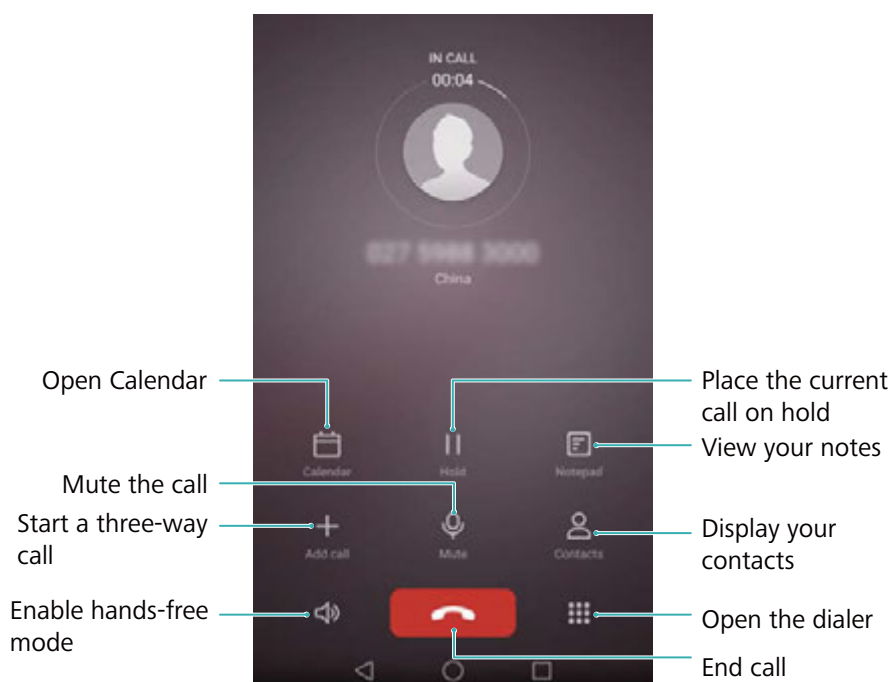 IN CALL
00:04
China
Open Calendar
Place the current
call on hold
View your notes
Calendar
Hold
Notepad
Mute the call
Start a three-way
call
Display your
contacts
Add call
Mute
Contacts
Enable hands-free
mode
Open the dialer
End call